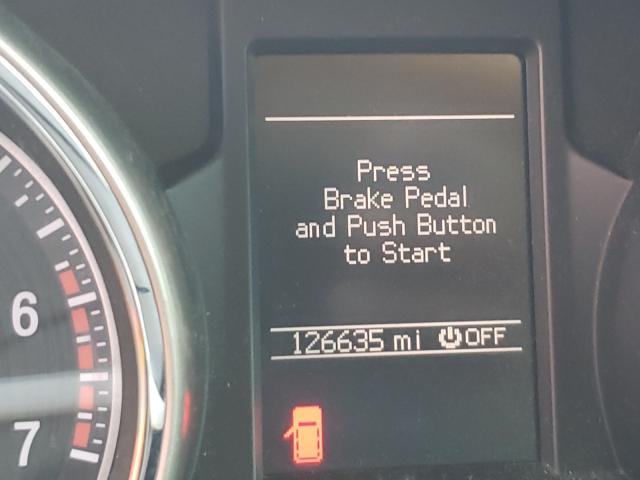 Press
Brake Pedal
and Push Button
to Start
126635 mi OFF
6
7